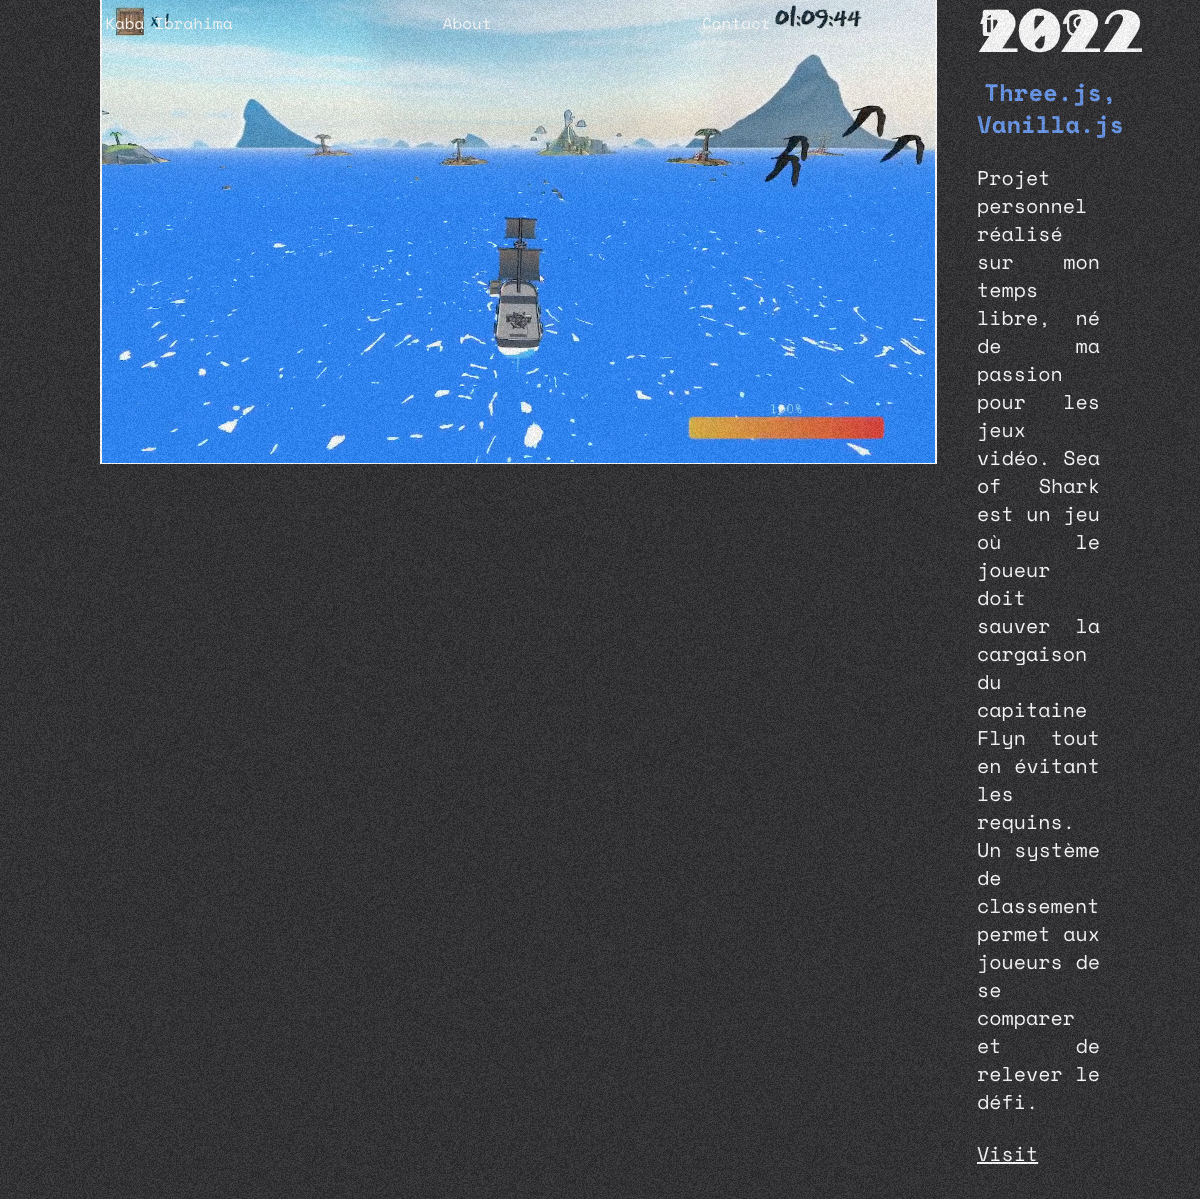 Kaba Ibrahima
About
Contact
x 1
01:09:44
100%
2022
Three.js,
Vanilla.js
Projet
personnel
réalisé
sur mon
temps
libre, né
de ma
passion
pour les
jeux
vidéo. Sea
of Shark
est un jeu
où le
joueur
doit
sauver la
cargaison
du
capitaine
Flyn tout
en évitant
les
requins.
Un système
de
classement
permet aux
joueurs de
se
comparer
et de
relever le
défi.
Visit